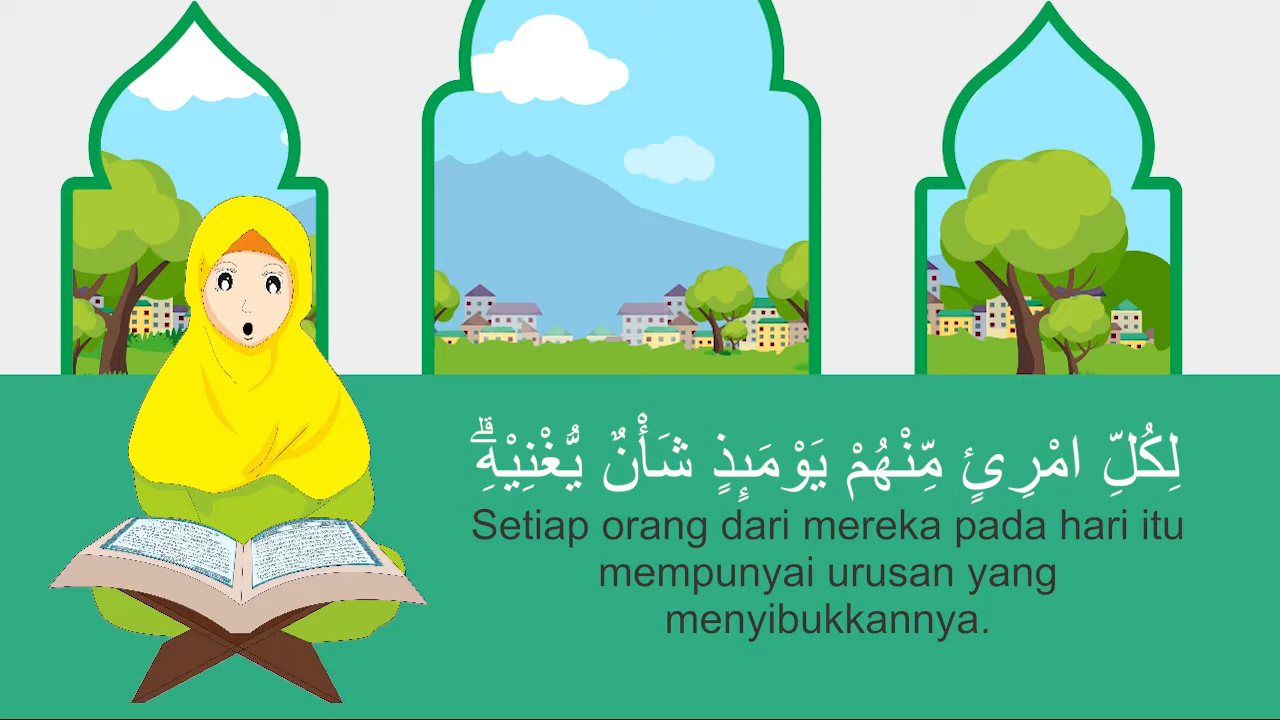 لِكُلِّ امْرِئٍ مِّنْهُمْ يَوْمَىِٕذٍ شَأْنٌ يُّغْنِيْهِۗ
Setiap orang dari mereka pada hari itu
mempunyai urusan yang
menyibukkannya.